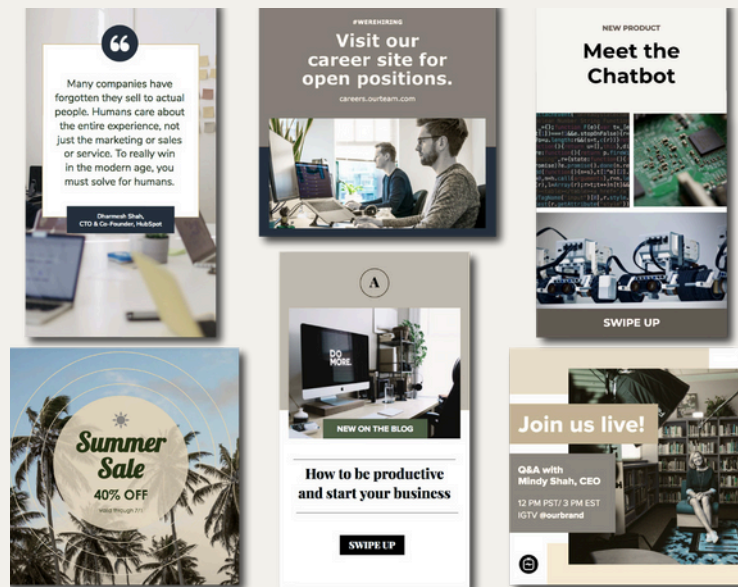 “
Many companies have
forgotten they sell to actual
people. Humans care about
the entire experience, not
just the marketing or sales
or service. To really win
in the modern age, you
must solve for humans.
Dharmesh Shah,
CTO & Co-Founder, HubSpot
#WEREHIRING
Visit our
career site for
open positions.
careers.ourteam.com
NEW PRODUCT
Meet the
Chatbot
SWIPE UP
A
DO
MORE.
NEW ON THE BLOG
How to be productive
and start your business
SWIPE UP
Summer
Sale
40% OFF
Join us live!
Q&A with
Mindy Shah, CEO
12 PM PST/ 3 PM EST
IGTV @ourbrand